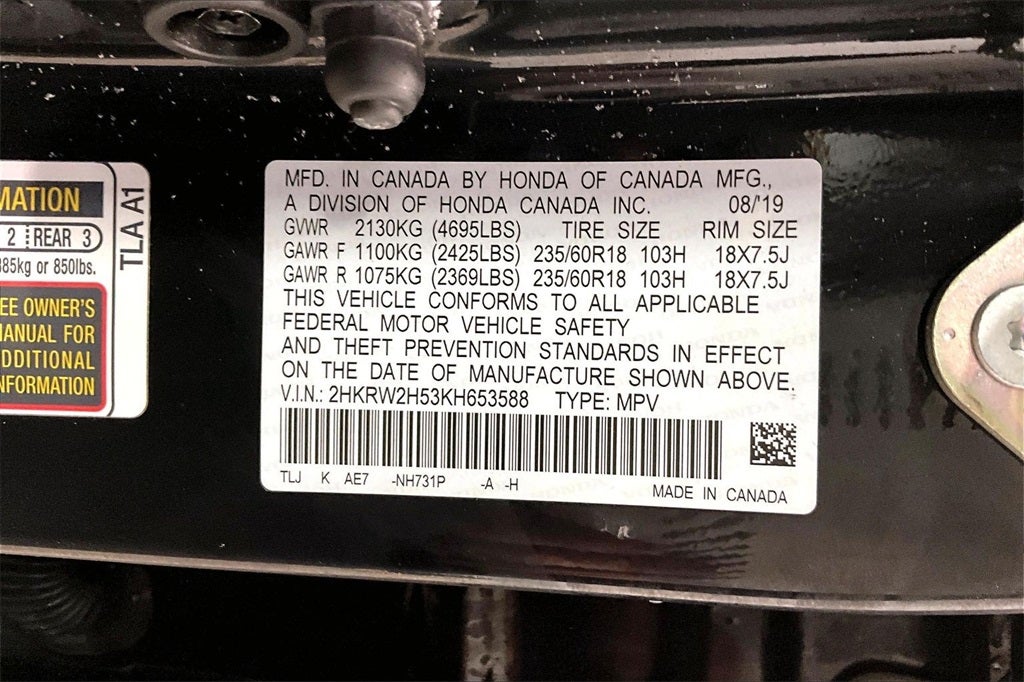 MATION
2 REAR 3
385kg or 850lbs.
EE OWNER'S
ANUAL FOR
DDITIONAL
NFORMATION
TLA A1
MFD. IN CANADA BY HONDA OF CANADA MFG.,
A DIVISION OF HONDA CANADA INC. 08/'19
GVWR 2130KG (4695LBS) TIRE SIZE RIM SIZE
GAWR F 1100KG (2425LBS) 235/60R18 103H 18X7.5J
GAWR R 1075KG (2369LBS) 235/60R18 103H 18X7.5J
THIS VEHICLE CONFORMS TO ALL APPLICABLE
FEDERAL MOTOR VEHICLE SAFETY
AND THEFT PREVENTION STANDARDS IN EFFECT
ON THE DATE OF MANUFACTURE SHOWN ABOVE.
V.I.N.: 2HKRW2H53KH653588 TYPE: MPV
TLJ K AE7 -NH731P -A -H
MADE IN CANADA